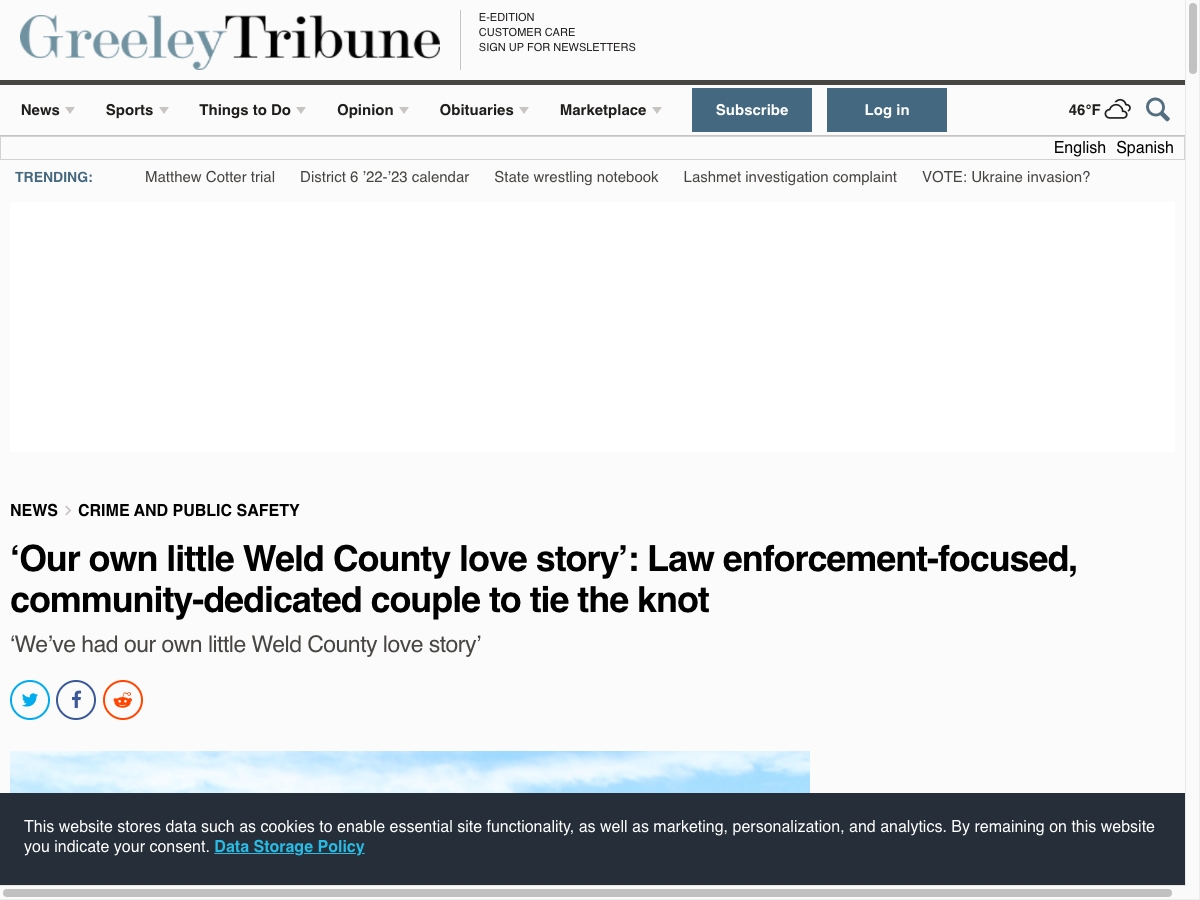 GreeleyTribune
E-EDITION
CUSTOMER CARE
SIGN UP FOR NEWSLETTERS
News Sports Things to Do Opinion Obituaries Marketplace Subscribe Log in 46°F
English Spanish
TRENDING: Matthew Cotter trial District 6 ’22-’23 calendar State wrestling notebook Lashmet investigation complaint VOTE: Ukraine invasion?
NEWS > CRIME AND PUBLIC SAFETY
‘Our own little Weld County love story’: Law enforcement-focused,
community-dedicated couple to tie the knot
‘We’ve had our own little Weld County love story’
This website stores data such as cookies to enable essential site functionality, as well as marketing, personalization, and analytics. By remaining on this website
you indicate your consent. Data Storage Policy